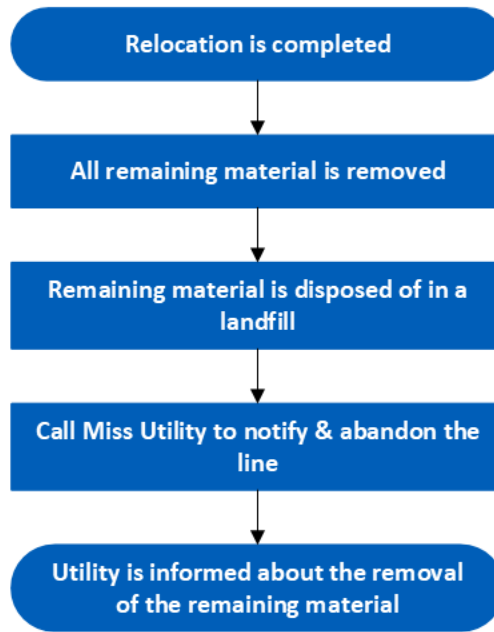 Relocation is completed
All remaining material is removed
Remaining material is disposed of in a
landfill
Call Miss Utility to notify & abandon the
line
Utility is informed about the removal
of the remaining material